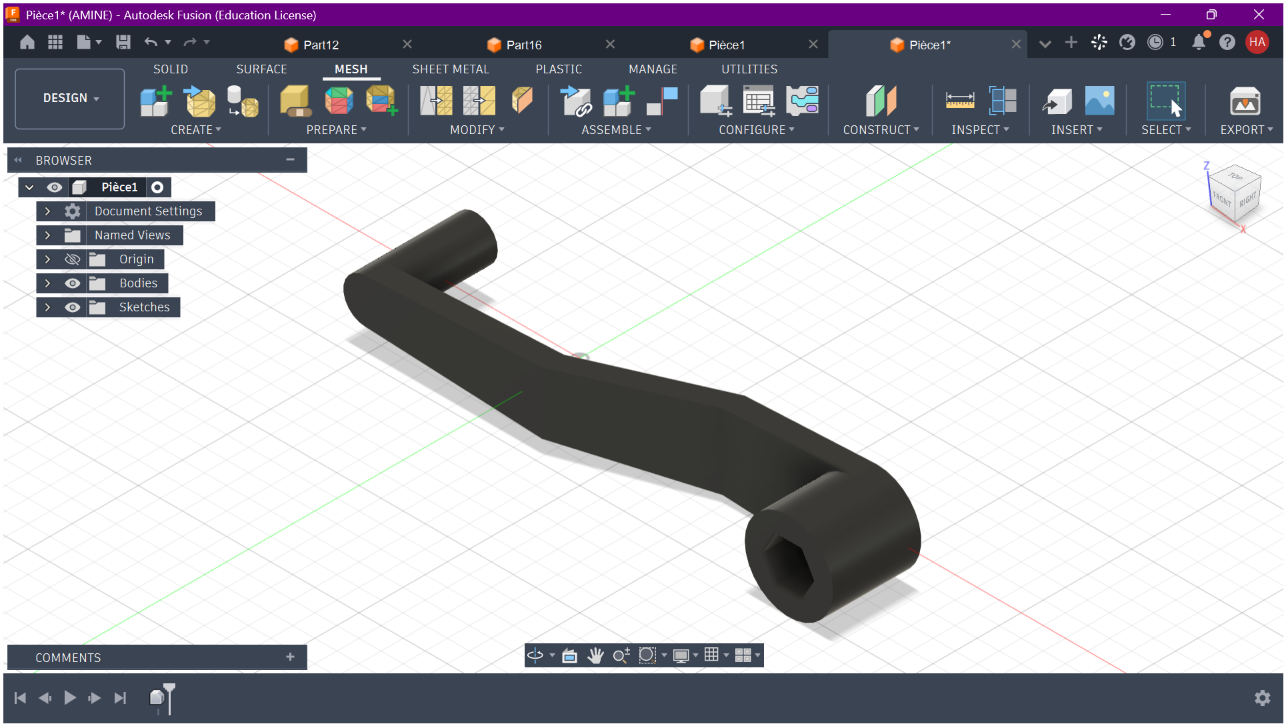 Pièce1* (AMINE) - Autodesk Fusion (Education License)
Part12
Part16
Pièce1
Pièce1*
1
HA
DESIGN
SOLID
SURFACE
MESH
SHEET METAL
PLASTIC
MANAGE
UTILITIES
CREATE
PREPARE
MODIFY
ASSEMBLE
CONFIGURE
CONSTRUCT
INSPECT
INSERT
SELECT
EXPORT
BROWSER
Pièce1
Document Settings
Named Views
Origin
Bodies
Sketches
Z
TOP
FRONT
RIGHT
X
COMMENTS